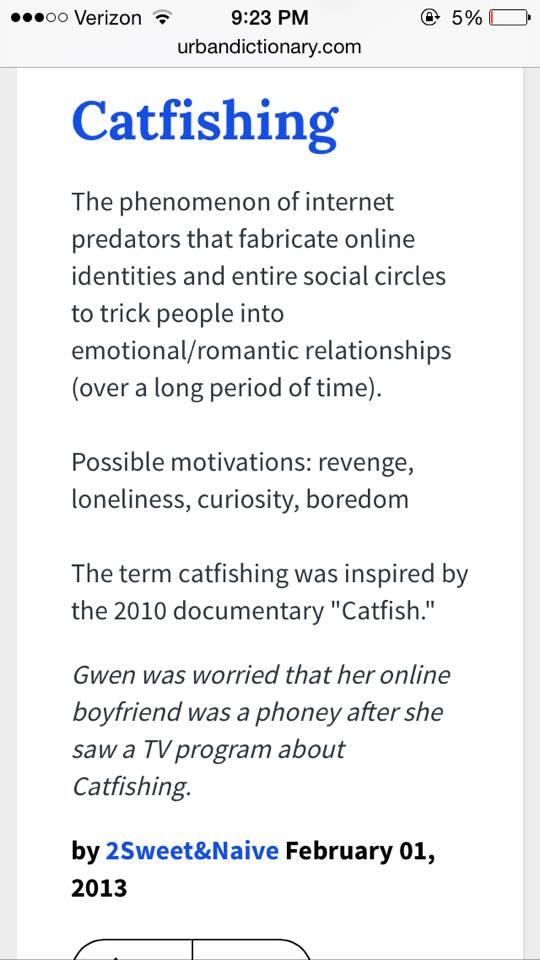 Verizon 9:23 PM 5%
urbandictionary.com
Catfishing
The phenomenon of internet
predators that fabricate online
identities and entire social circles
to trick people into
emotional/romantic relationships
(over a long period of time).
Possible motivations: revenge,
loneliness, curiosity, boredom
The term catfishing was inspired by
the 2010 documentary "Catfish."
Gwen was worried that her online
boyfriend was a phoney after she
saw a TV program about
Catfishing.
by 2Sweet&Naive February 01,
2013